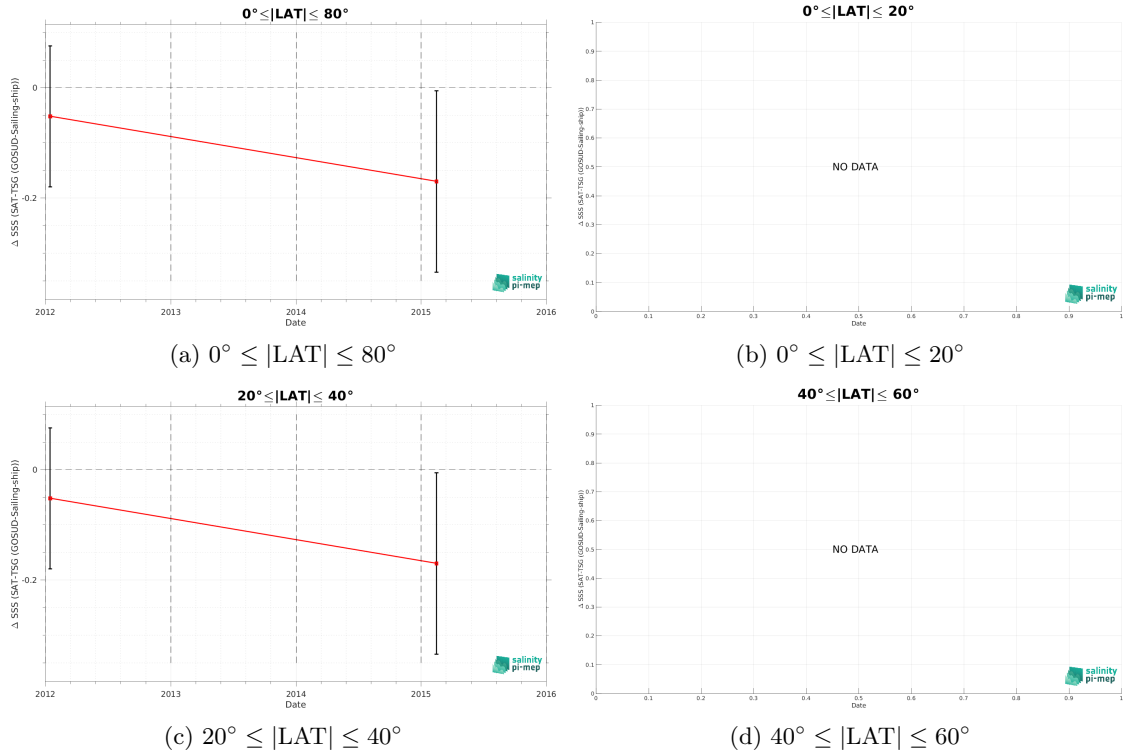 0°≤|LAT|≤ 80°
0
-0.2
Δ SSS (SAT-TSG (GOSUD-Sailing-ship))
salinity
pi-mep
2012 2013 2014 2015 2016
Date
(a) 0° ≤ |LAT| ≤ 80°
0°≤|LAT|≤ 20°
1
0.9
0.8
0.7
0.6
0.5
0.4
0.3
0.2
0.1
0
Δ SSS (SAT-TSG (GOSUD-Sailing-ship))
NO DATA
salinity
pi-mep
0 0.1 0.2 0.3 0.4 0.5 0.6 0.7 0.8 0.9 1
Date
(b) 0° ≤ |LAT| ≤ 20°
20°≤|LAT|≤ 40°
0
-0.2
Δ SSS (SAT-TSG (GOSUD-Sailing-ship))
salinity
pi-mep
2012 2013 2014 2015 2016
Date
(c) 20° ≤ |LAT| ≤ 40°
40°≤|LAT|≤ 60°
1
0.9
0.8
0.7
0.6
0.5
0.4
0.3
0.2
0.1
0
Δ SSS (SAT-TSG (GOSUD-Sailing-ship))
NO DATA
salinity
pi-mep
0 0.1 0.2 0.3 0.4 0.5 0.6 0.7 0.8 0.9 1
Date
(d) 40° ≤ |LAT| ≤ 60°